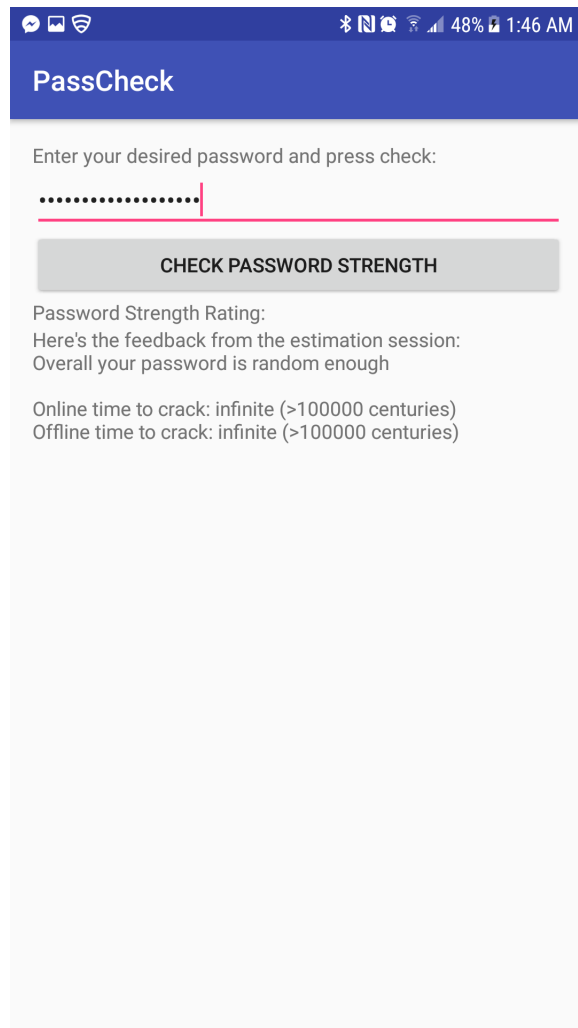 48% 1:46 AM
PassCheck
Enter your desired password and press check:
•••••••••••••••••••
CHECK PASSWORD STRENGTH
Password Strength Rating:
Here's the feedback from the estimation session:
Overall your password is random enough
Online time to crack: infinite (>100000 centuries)
Offline time to crack: infinite (>100000 centuries)